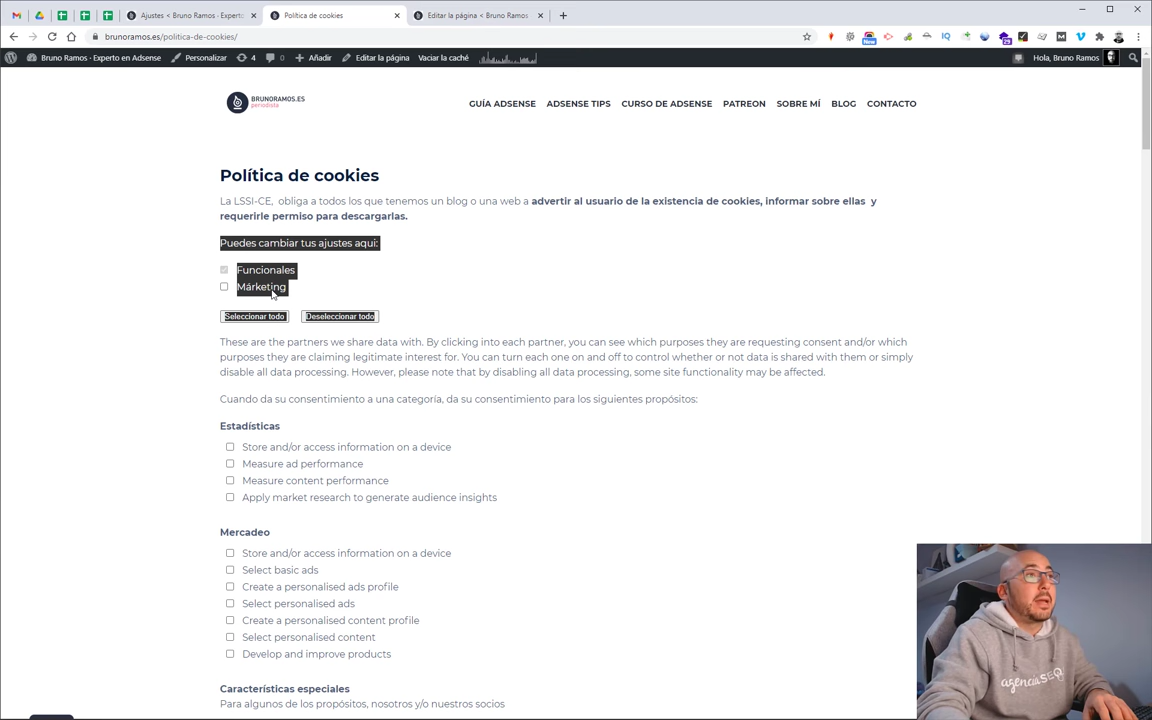 Ajustes < Bruno Ramos - Experto
Política de cookies
Editar la página < Bruno Ramos
brunoramos.es/politica-de-cookies/
New
Bruno Ramos · Experto en Adsense
Personalizar
4
0
Añadir
Editar la página
Vaciar la caché
Hola, Bruno Ramos
BRUNORAMOS.ES
periodista
GUÍA ADSENSE
ADSENSE TIPS
CURSO DE ADSENSE
PATREON
SOBRE MÍ
BLOG
CONTACTO
Política de cookies
La LSSI-CE, obliga a todos los que tenemos un blog o una web a advertir al usuario de la existencia de cookies, informar sobre ellas y
requerirle permiso para descargarlas.
Puedes cambiar tus ajustes aqui:
Funcionales
Márketing
Seleccionar todo
Deseleccionar todo
These are the partners we share data with. By clicking into each partner, you can see which purposes they are requesting consent and/or which
purposes they are claiming legitimate interest for. You can turn each one on and off to control whether or not data is shared with them or simply
disable all data processing. However, please note that by disabling all data processing, some site functionality may be affected.
Cuando da su consentimiento a una categoría, da su consentimiento para los siguientes propósitos:
Estadísticas
Store and/or access information on a device
Measure ad performance
Measure content performance
Apply market research to generate audience insights
Mercadeo
Store and/or access information on a device
Select basic ads
Create a personalised ads profile
Select personalised ads
Create a personalised content profile
Select personalised content
Develop and improve products
Características especiales
Para algunos de los propósitos, nosotros y/o nuestros socios
agenciaSEO